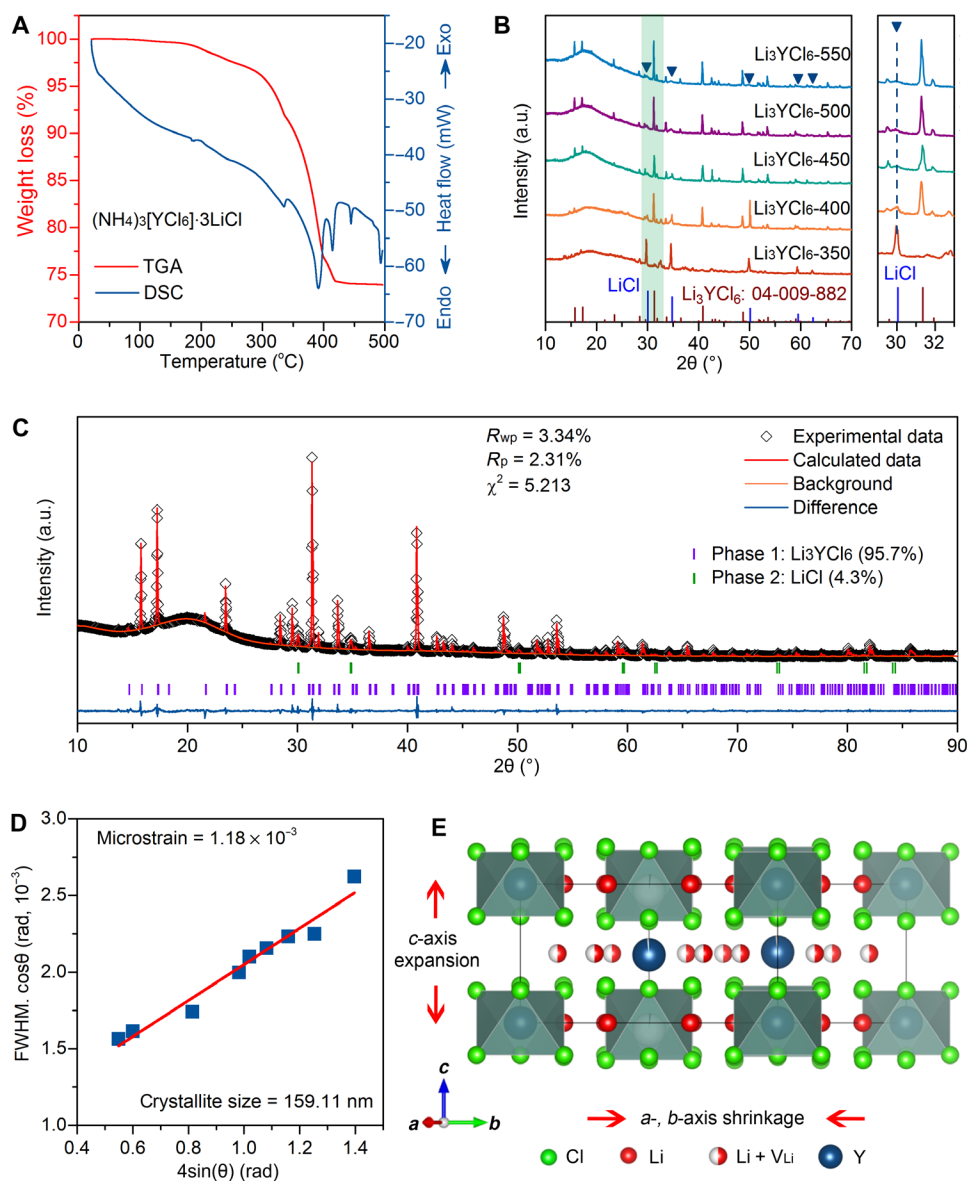 A
100
95
90
85
80
75
70
Weight loss (%)
(NH4)3[YCl6]·3LiCl
TGA
DSC
0
100
200
300
400
500
Temperature (°C)
−20
−30
−40
−50
−60
−70
Endo
Heat flow (mW)
Exo
B
Intensity (a.u.)
Li3YCl6-550
Li3YCl6-500
Li3YCl6-450
Li3YCl6-400
Li3YCl6-350
LiCl
Li3YCl6: 04-009-882
10
20
30
40
50
60
70
2θ (°)
LiCl
30
32
C
Rwp = 3.34%
Rp = 2.31%
χ² = 5.213
Experimental data
Calculated data
Background
Difference
Phase 1: Li3YCl6 (95.7%)
Phase 2: LiCl (4.3%)
Intensity (a.u.)
10
20
30
40
50
60
70
80
90
2θ (°)
D
Microstrain = 1.18 × 10⁻³
3.0
2.5
2.0
1.5
1.0
FWHM. cosθ (rad, 10⁻³)
Crystallite size = 159.11 nm
0.4
0.6
0.8
1.0
1.2
1.4
4sin(θ) (rad)
E
c-axis
expansion
c
a
b
a-, b-axis shrinkage
Cl
Li
Li + VLi
Y